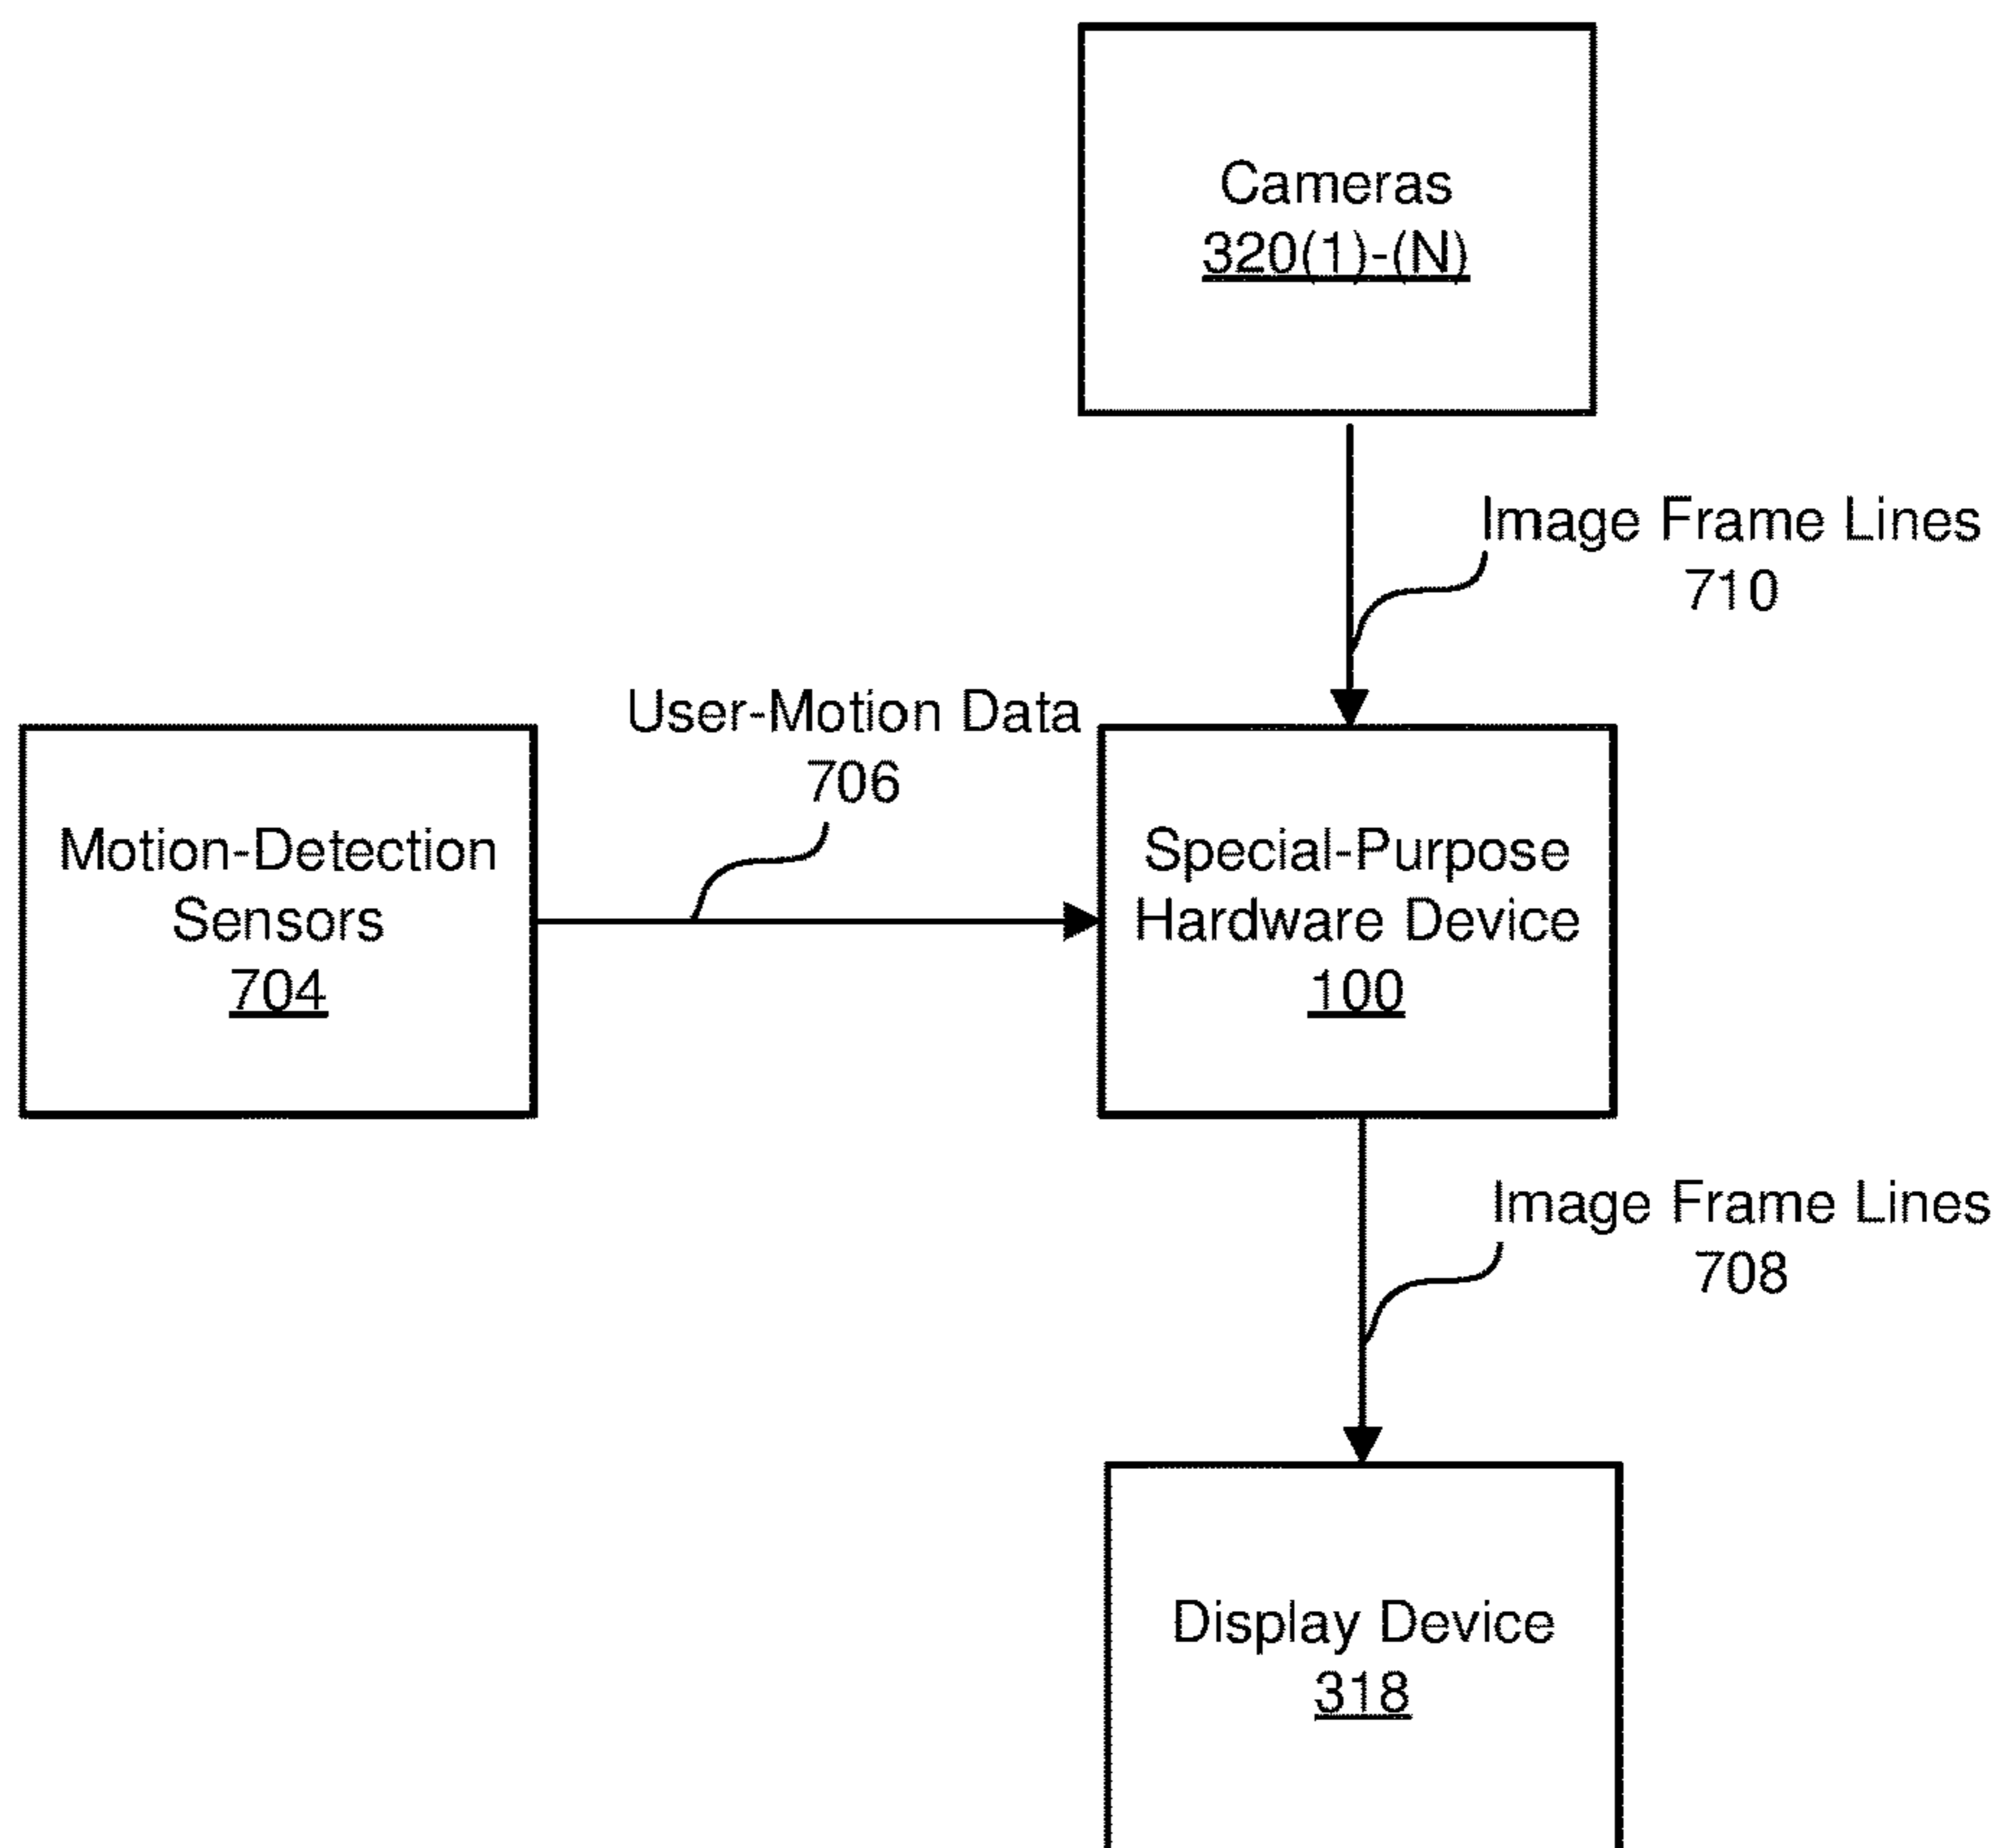 Cameras
320(1)-(N)
Image Frame Lines
710
User-Motion Data
706
Motion-Detection
Sensors
704
Special-Purpose
Hardware Device
100
Image Frame Lines
708
Display Device
318